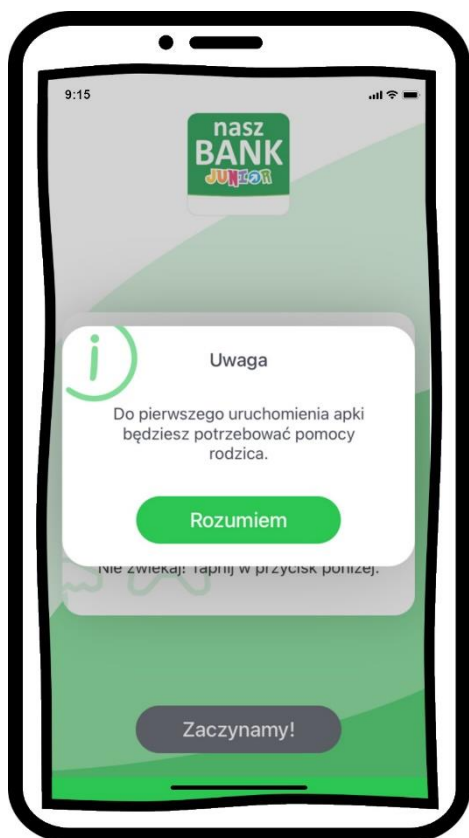 9:15
nasz
BANK
JUNIOR
Uwaga
Do pierwszego uruchomienia apki
będziesz potrzebować pomocy
rodzica.
Rozumiem
Nie zwlekaj! Tapnij w przycisk poniżej.
Zaczynamy!